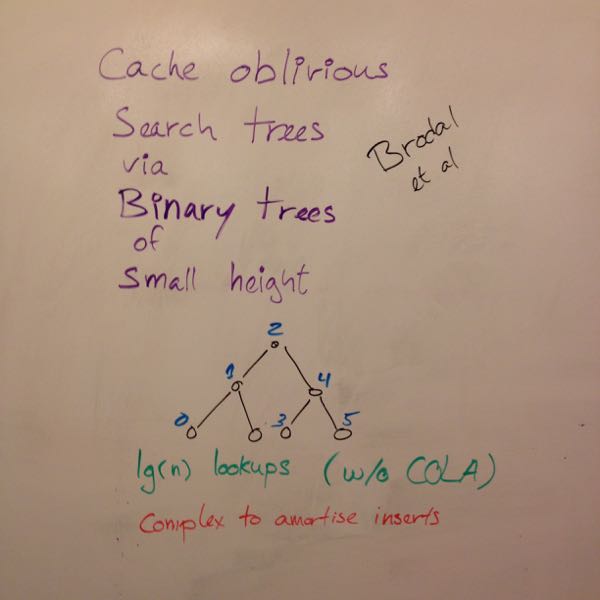 Cache oblivious
Search trees
via
Binary trees
of
small height
Brodal
et al
2
1
4
0
3
5
lg(n) lookups (w/o COLA)
Complex to amortise inserts